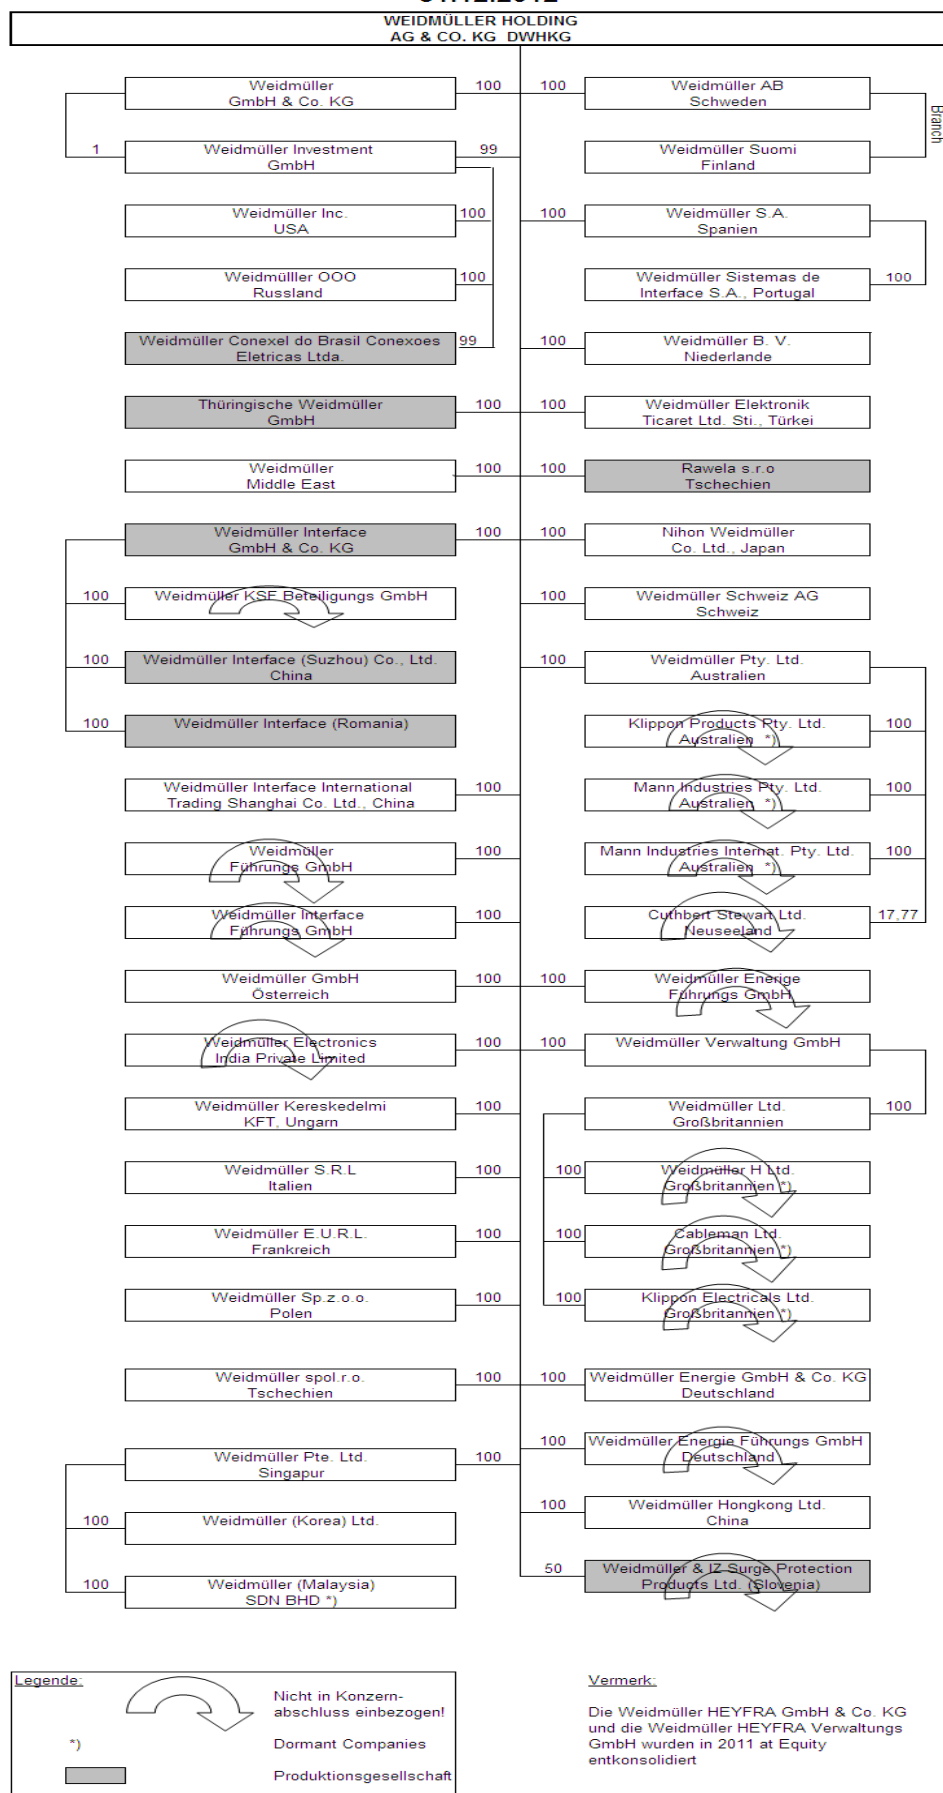 WEIDMÜLLER HOLDING
AG & CO. KG DWHKG
Weidmüller
GmbH & Co. KG
100
100
Weidmüller AB
Schweden
Branch
1
Weidmüller Investment
GmbH
99
Weidmüller Suomi
Finland
Weidmüller Inc.
USA
100
100
Weidmüller S.A.
Spanien
Weidmülller OOO
Russland
100
Weidmüller Sistemas de
Interface S.A., Portugal
100
Weidmüller Conexel do Brasil Conexoes
Eletricas Ltda.
99
100
Weidmüller B. V.
Niederlande
Thüringische Weidmüller
GmbH
100
100
Weidmüller Elektronik
Ticaret Ltd. Sti., Türkei
Weidmüller
Middle East
100
100
Rawela s.r.o
Tschechien
Weidmüller Interface
GmbH & Co. KG
100
100
Nihon Weidmüller
Co. Ltd., Japan
100
Weidmüller KSE Beteiligungs GmbH
100
Weidmüller Schweiz AG
Schweiz
100
Weidmüller Interface (Suzhou) Co., Ltd.
China
100
Weidmüller Pty. Ltd.
Australien
100
Weidmüller Interface (Romania)
Klippon Products Pty. Ltd.
Australien *)
100
Weidmüller Interface International
Trading Shanghai Co. Ltd., China
100
Mann Industries Pty. Ltd.
Australien *)
100
Weidmüller
Führungs GmbH
100
Mann Industries Internat. Pty. Ltd.
Australien *)
100
Weidmüller Interface
Führungs GmbH
100
Cuthbert Stewart Ltd.
Neuseeland
17,77
Weidmüller GmbH
Österreich
100
100
Weidmüller Enerige
Führungs GmbH
Weidmüller Electronics
India Private Limited
100
100
Weidmüller Verwaltung GmbH
Weidmüller Kereskedelmi
KFT, Ungarn
100
Weidmüller Ltd.
Großbritannien
100
Weidmüller S.R.L
Italien
100
100
Weidmüller H Ltd.
Großbritannien *)
Weidmüller E.U.R.L.
Frankreich
100
100
Cableman Ltd.
Großbritannien *)
Weidmüller Sp.z.o.o.
Polen
100
100
Klippon Electricals Ltd.
Großbritannien *)
Weidmüller spol.r.o.
Tschechien
100
100
Weidmüller Energie GmbH & Co. KG
Deutschland
100
Weidmüller Energie Führungs GmbH
Deutschland
Weidmüller Pte. Ltd.
Singapur
100
100
Weidmüller Hongkong Ltd.
China
100
Weidmüller (Korea) Ltd.
50
Weidmüller & IZ Surge Protection
Products Ltd. (Slovenia)
100
Weidmüller (Malaysia)
SDN BHD *)
Legende:
Nicht in Konzern-
abschluss einbezogen!
*)
Dormant Companies
Produktionsgesellschaft
Vermerk:
Die Weidmüller HEYFRA GmbH & Co. KG
und die Weidmüller HEYFRA Verwaltungs
GmbH wurden in 2011 at Equity
entkonsolidiert